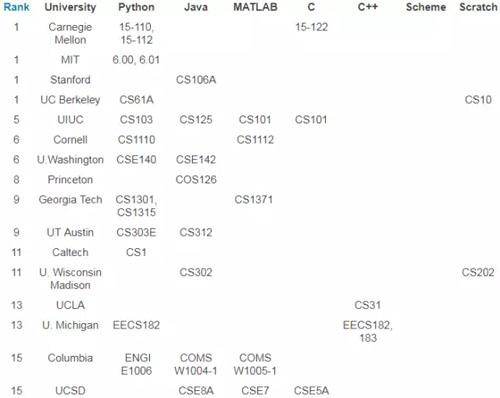 Rank University Python Java MATLAB C C++ Scheme Scratch
1 Carnegie 15-110, 15-122
Mellon 15-112
1 MIT 6.00, 6.01
1 Stanford CS106A
1 UC Berkeley CS61A CS10
5 UIUC CS103 CS125 CS101 CS101
6 Cornell CS1110 CS1112
6 U.Washington CSE140 CSE142
8 Princeton COS126
9 Georgia Tech CS1301, CS1371
CS1315
9 UT Austin CS303E CS312
11 Caltech CS1
11 U. Wisconsin CS302 CS202
Madison
13 UCLA CS31
13 U. Michigan EECS182 EECS182,
183
15 Columbia ENGI COMS COMS
E1006 W1004-1 W1005-1
15 UCSD CSE8A CSE7 CSE5A